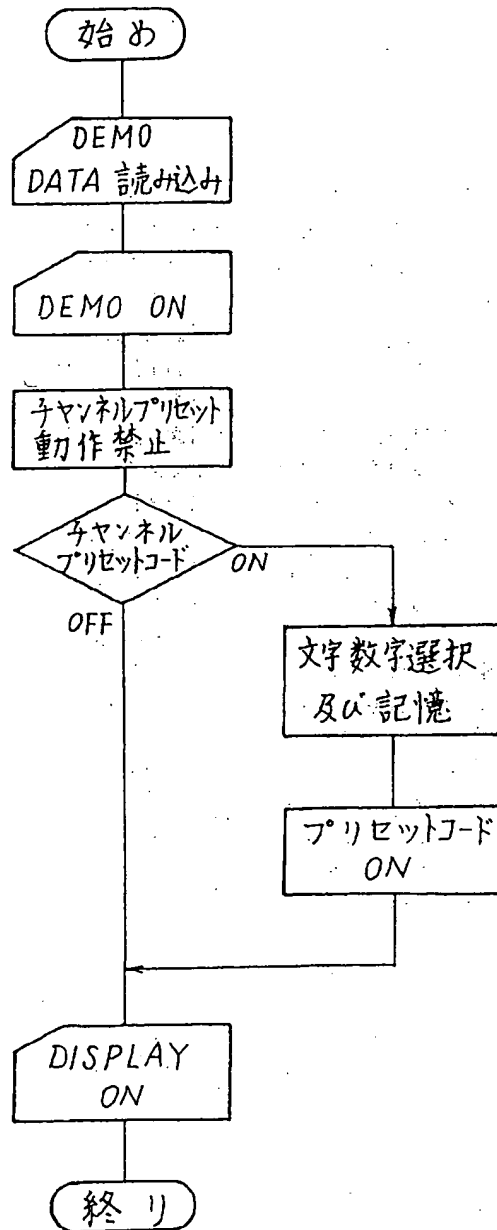 始め
DEMO
DATA 読み込み
DEMO ON
チャンネルプリセット
動作禁止
チャンネル
プリセットコード
ON
OFF
文字数字選択
及び記憶
プリセットコード
ON
DISPLAY
ON
終り